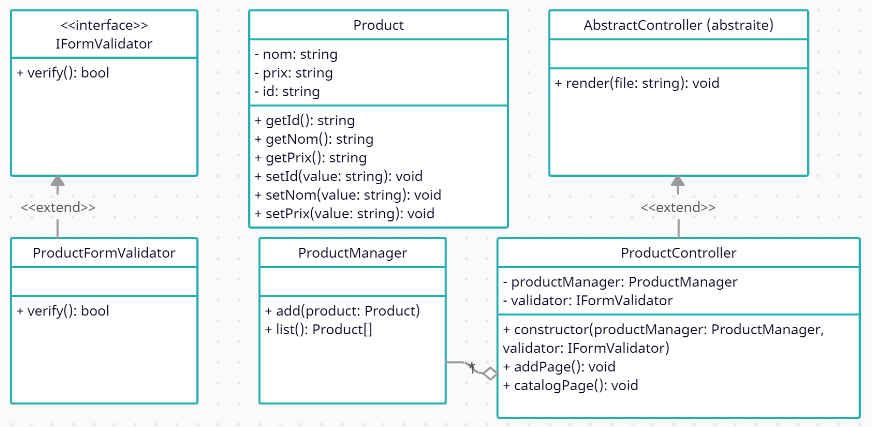 <<interface>>
IFormValidator
+ verify(): bool
Product
- nom: string
- prix: string
- id: string
+ getId(): string
+ getNom(): string
+ getPrix(): string
+ setId(value: string): void
+ setNom(value: string): void
+ setPrix(value: string): void
AbstractController (abstraite)
+ render(file: string): void
<<extend>>
<<extend>>
ProductFormValidator
+ verify(): bool
ProductManager
+ add(product: Product)
+ list(): Product[]
ProductController
- productManager: ProductManager
- validator: IFormValidator
+ constructor(productManager: ProductManager,
validator: IFormValidator)
+ addPage(): void
+ catalogPage(): void